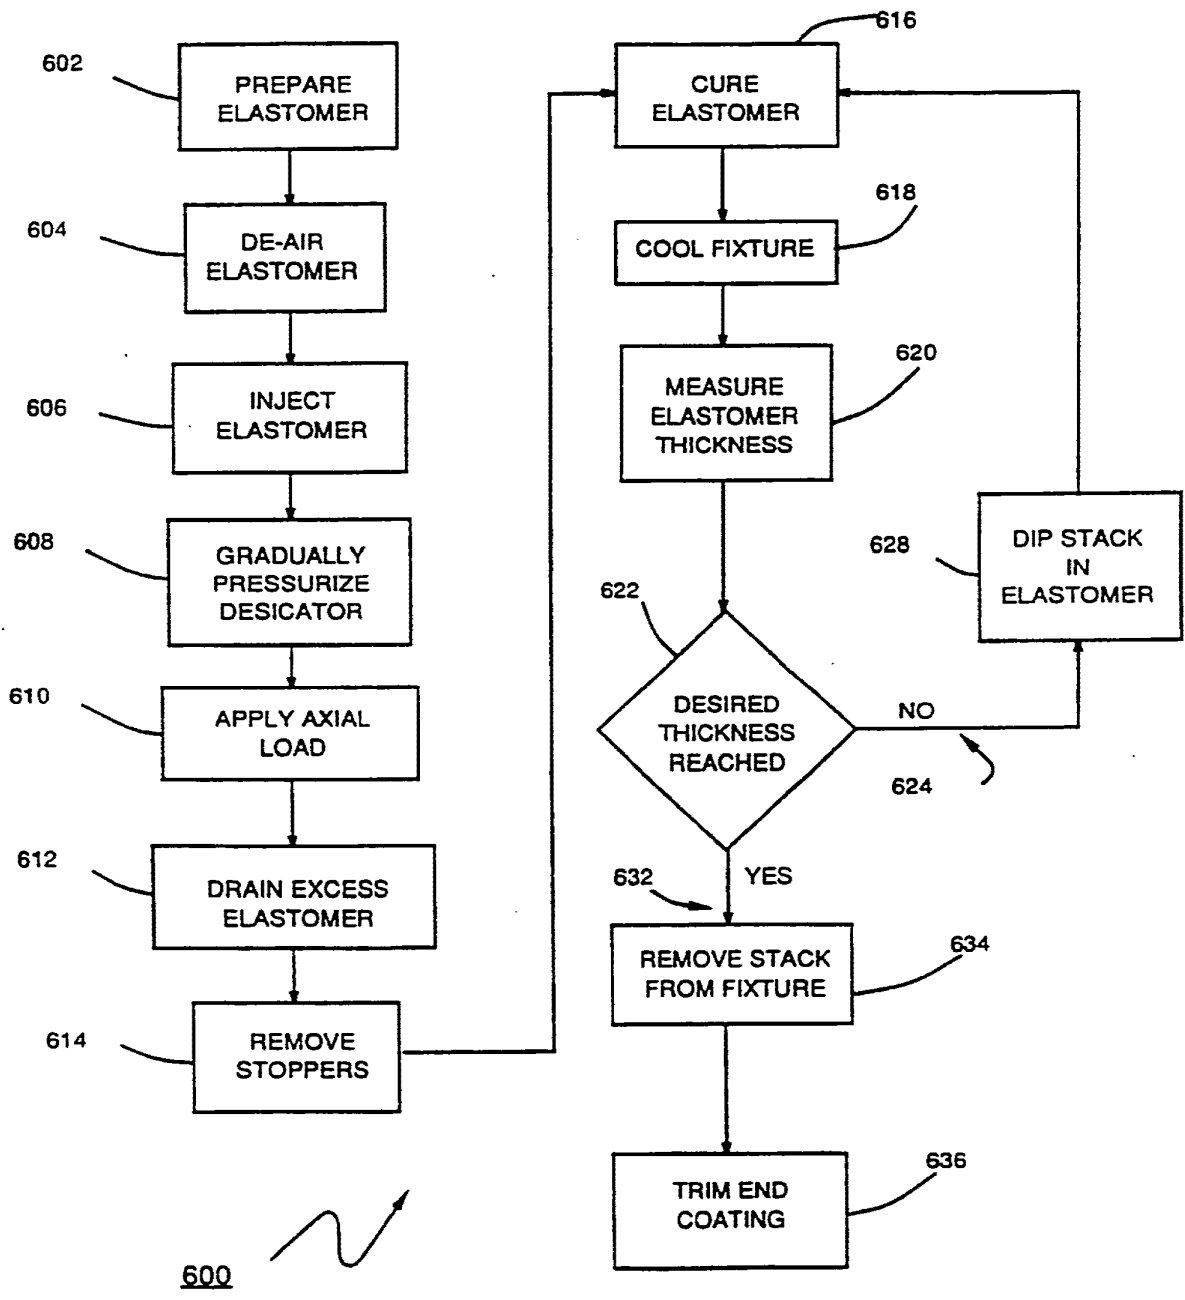 602
PREPARE
ELASTOMER
604
DE-AIR
ELASTOMER
606
INJECT
ELASTOMER
608
GRADUALLY
PRESSURIZE
DESICATOR
610
APPLY AXIAL
LOAD
612
DRAIN EXCESS
ELASTOMER
614
REMOVE
STOPPERS
616
CURE
ELASTOMER
618
COOL FIXTURE
620
MEASURE
ELASTOMER
THICKNESS
622
DESIRED
THICKNESS
REACHED
NO
624
628
DIP STACK
IN
ELASTOMER
YES
632
634
REMOVE STACK
FROM FIXTURE
636
TRIM END
COATING
600